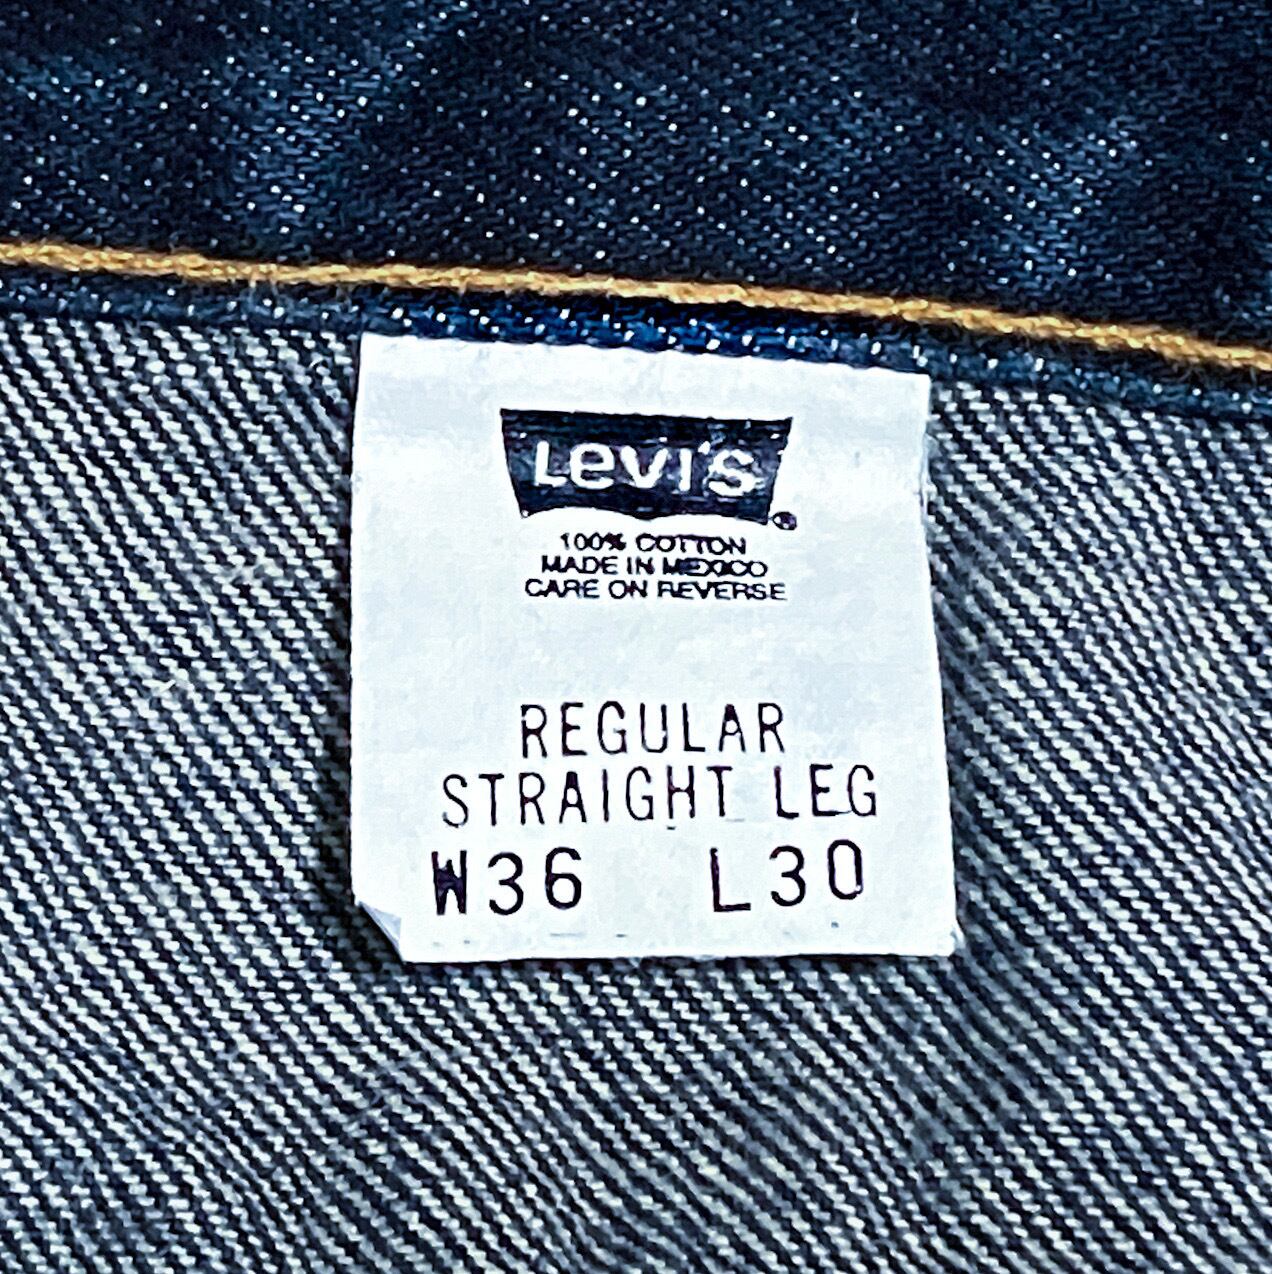 Levi's®
100% COTTON
MADE IN MEXICO
CARE ON REVERSE
REGULAR
STRAIGHT LEG
W36 L30